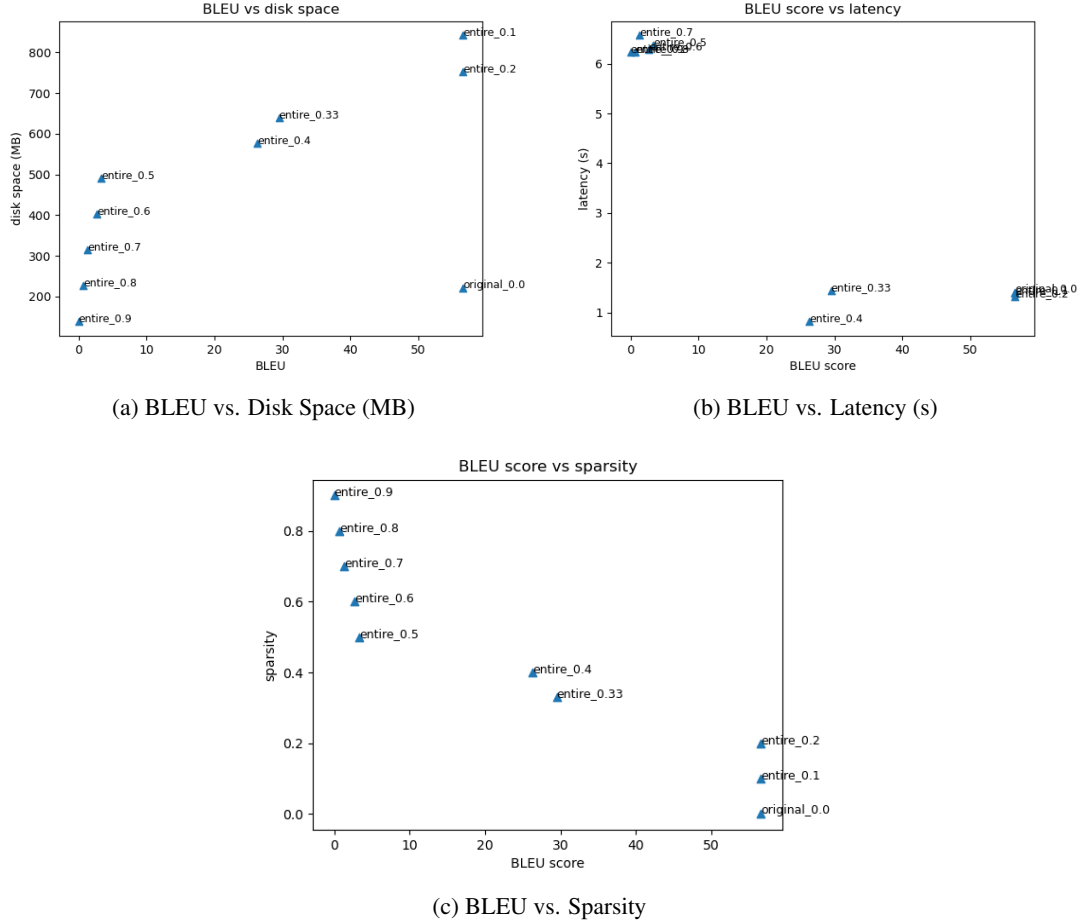 BLEU vs disk space
disk space (MB)
800
700
600
500
400
300
200
entire_0.1
entire_0.2
entire_0.33
entire_0.4
entire_0.5
entire_0.6
entire_0.7
entire_0.8
original_0.0
entire_0.9
0 10 20 30 40 50
BLEU
(a) BLEU vs. Disk Space (MB)
BLEU score vs latency
latency (s)
6
5
4
3
2
1
entire_0.7
entire_0.5
entire_0.33
original_0.0
entire_0.2
entire_0.4
0 10 20 30 40 50
BLEU score
(b) BLEU vs. Latency (s)
BLEU score vs sparsity
sparsity
0.8
0.6
0.4
0.2
0.0
entire_0.9
entire_0.8
entire_0.7
entire_0.6
entire_0.5
entire_0.4
entire_0.33
entire_0.2
entire_0.1
original_0.0
0 10 20 30 40 50
BLEU score
(c) BLEU vs. Sparsity